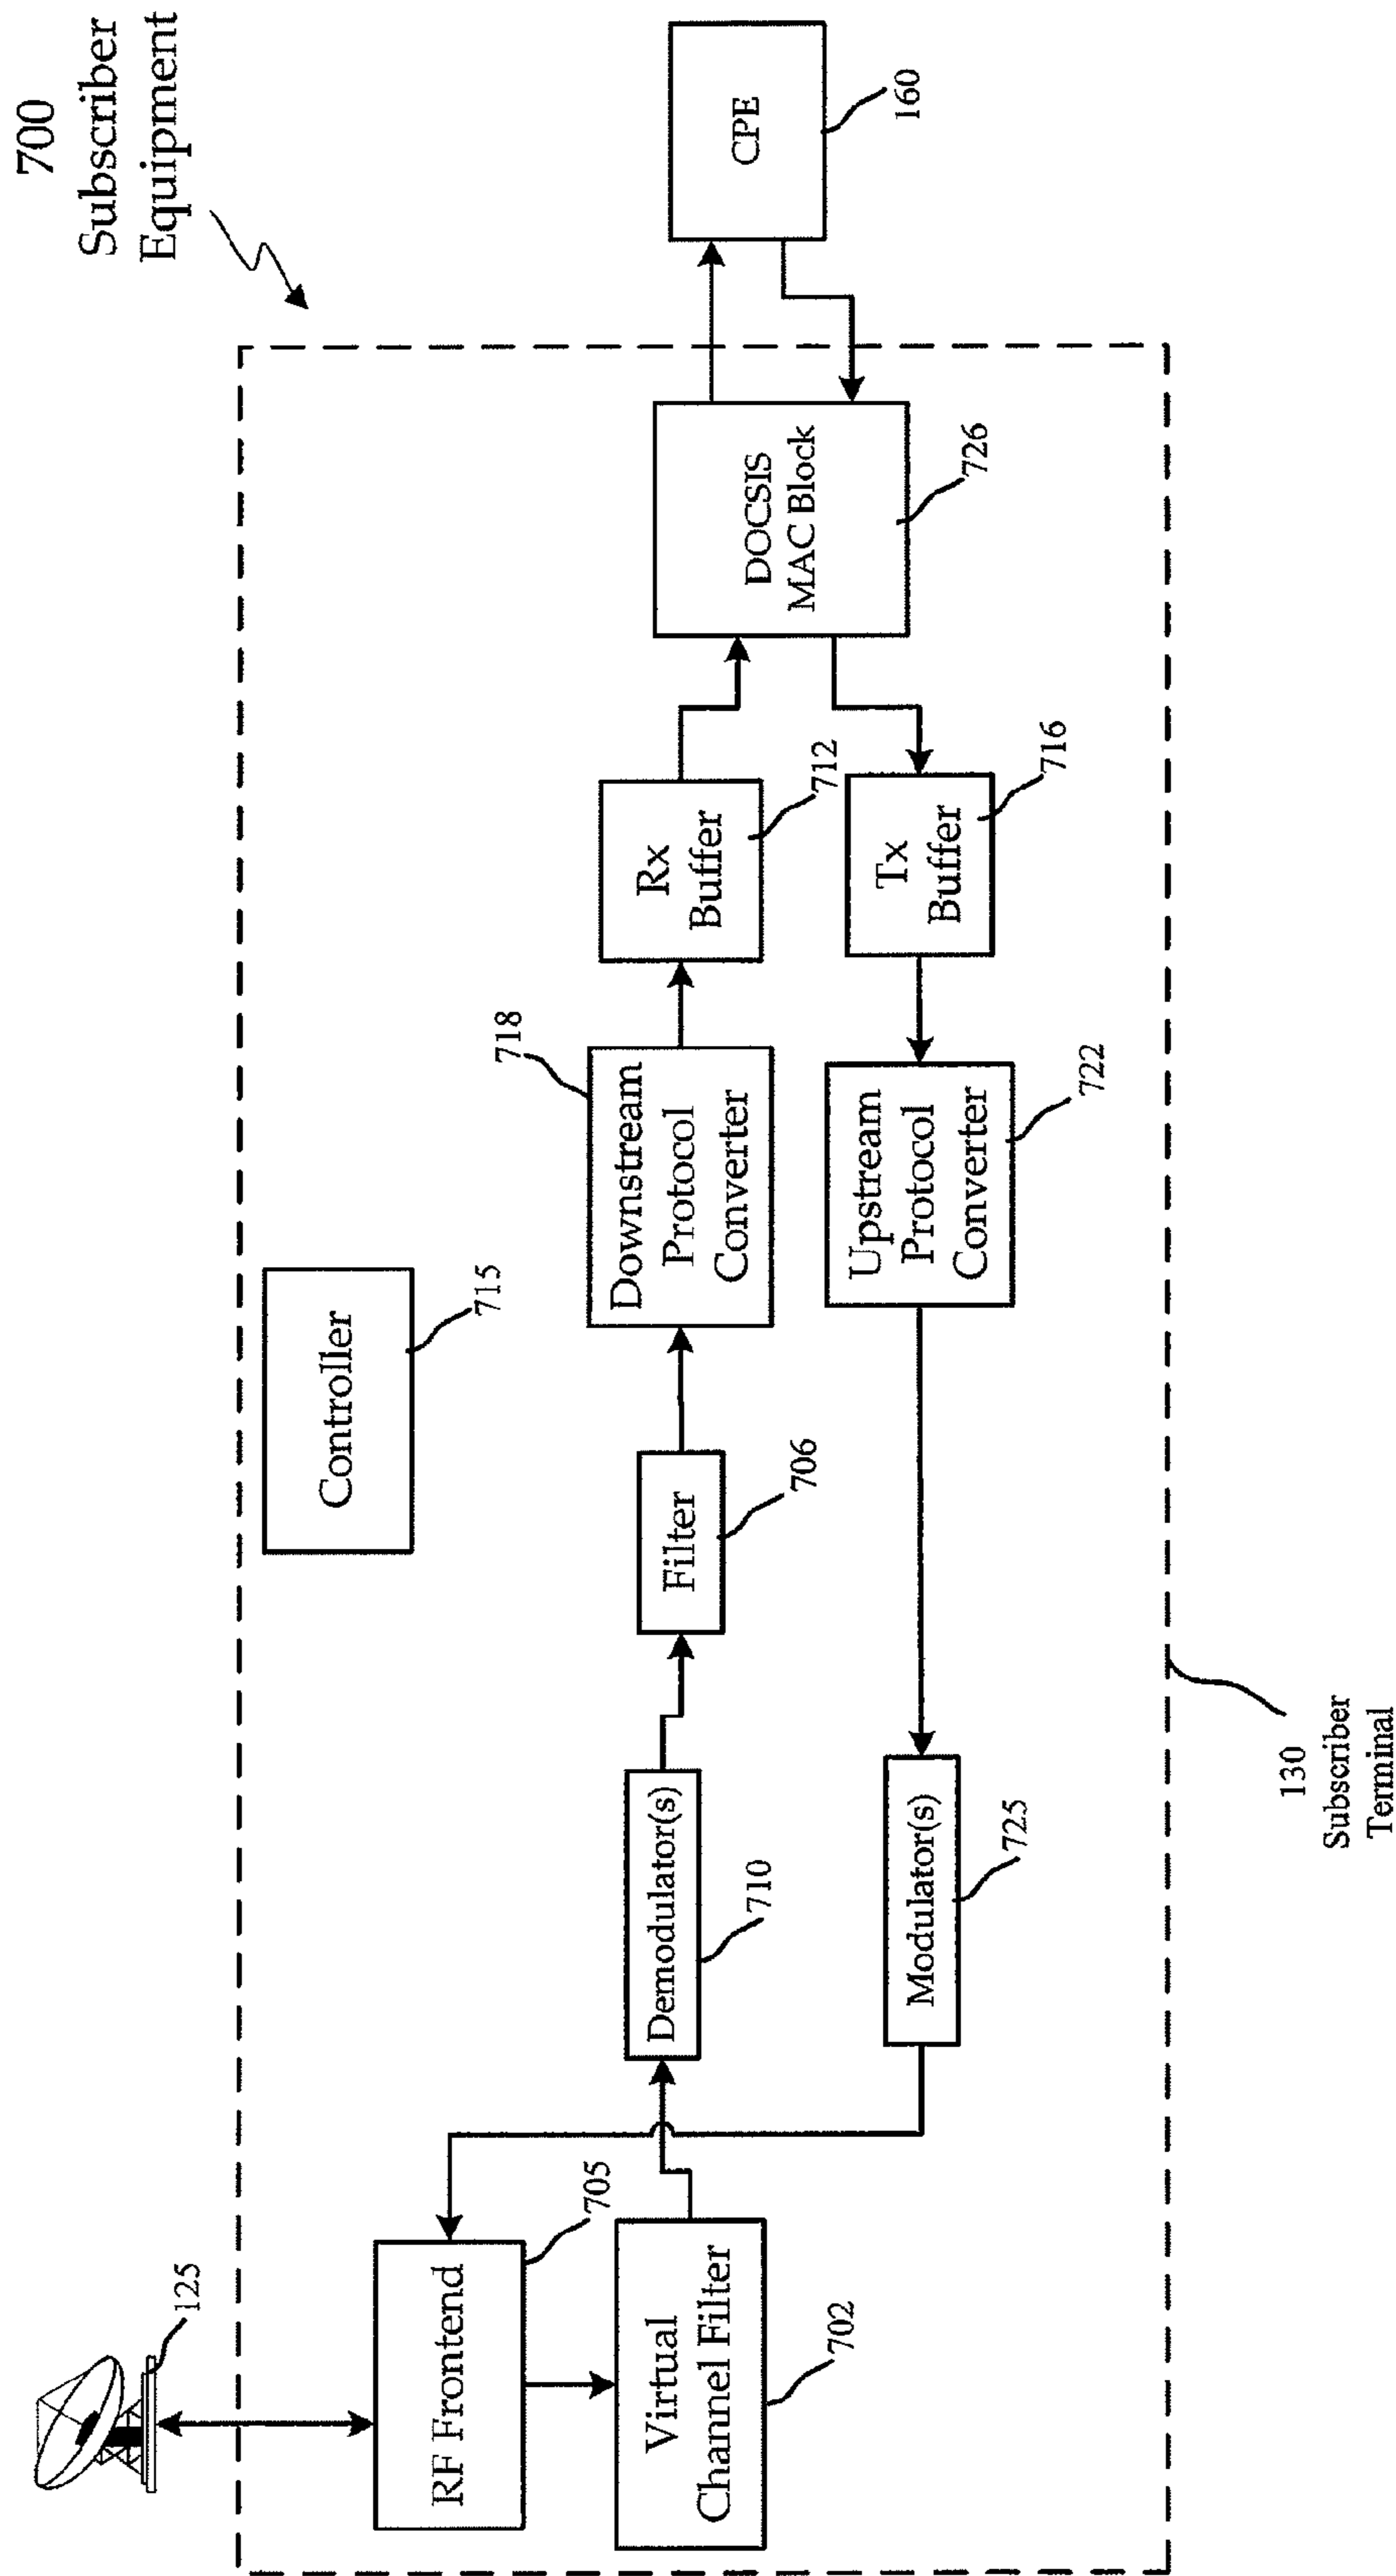 700
Subscriber
Equipment
125
RF Frontend
705
Virtual
Channel Filter
702
Controller
715
Demodulator(s)
710
Filter
706
718
Downstream
Protocol
Converter
Rx
Buffer
712
DOCSIS
MAC Block
726
CPE
160
Modulator(s)
725
Upstream
Protocol
Converter
722
Tx
Buffer
716
130
Subscriber
Terminal